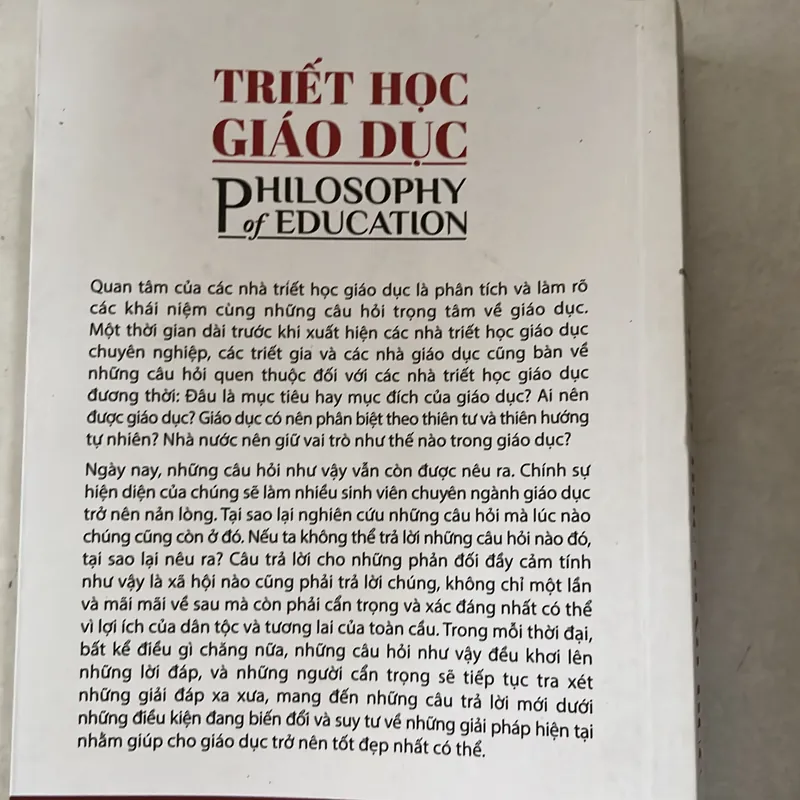 TRIẾT HỌC
GIÁO DỤC
PHILOSOPHY
of EDUCATION
Quan tâm của các nhà triết học giáo dục là phân tích và làm rõ
các khái niệm cùng những câu hỏi trọng tâm về giáo dục.
Một thời gian dài trước khi xuất hiện các nhà triết học giáo dục
chuyên nghiệp, các triết gia và các nhà giáo dục cũng bàn về
những câu hỏi quen thuộc đối với các nhà triết học giáo dục
đương thời: Đâu là mục tiêu hay mục đích của giáo dục? Ai nên
được giáo dục? Giáo dục có nên phân biệt theo thiên tư và thiên hướng
tự nhiên? Nhà nước nên giữ vai trò như thế nào trong giáo dục?
Ngày nay, những câu hỏi như vậy vẫn còn được nêu ra. Chính sự
hiện diện của chúng sẽ làm nhiều sinh viên chuyên ngành giáo dục
trở nên nản lòng. Tại sao lại nghiên cứu những câu hỏi mà lúc nào
chúng cũng còn ở đó. Nếu ta không thể trả lời những câu hỏi nào đó,
tại sao lại nêu ra? Câu trả lời cho những phản đối đầy cảm tính
như vậy là xã hội nào cũng phải trả lời chúng, không chỉ một lần
và mãi mãi về sau mà còn phải cẩn trọng và xác đáng nhất có thể
vì lợi ích của dân tộc và tương lai của toàn cầu. Trong mỗi thời đại,
bất kể điều gì chăng nữa, những câu hỏi như vậy đều khơi lên
những lời đáp, và những người cẩn trọng sẽ tiếp tục tra xét
những giải đáp xa xưa, mang đến những câu trả lời mới dưới
những điều kiện đang biến đổi và suy tư về những giải pháp hiện tại
nhằm giúp cho giáo dục trở nên tốt đẹp nhất có thể.